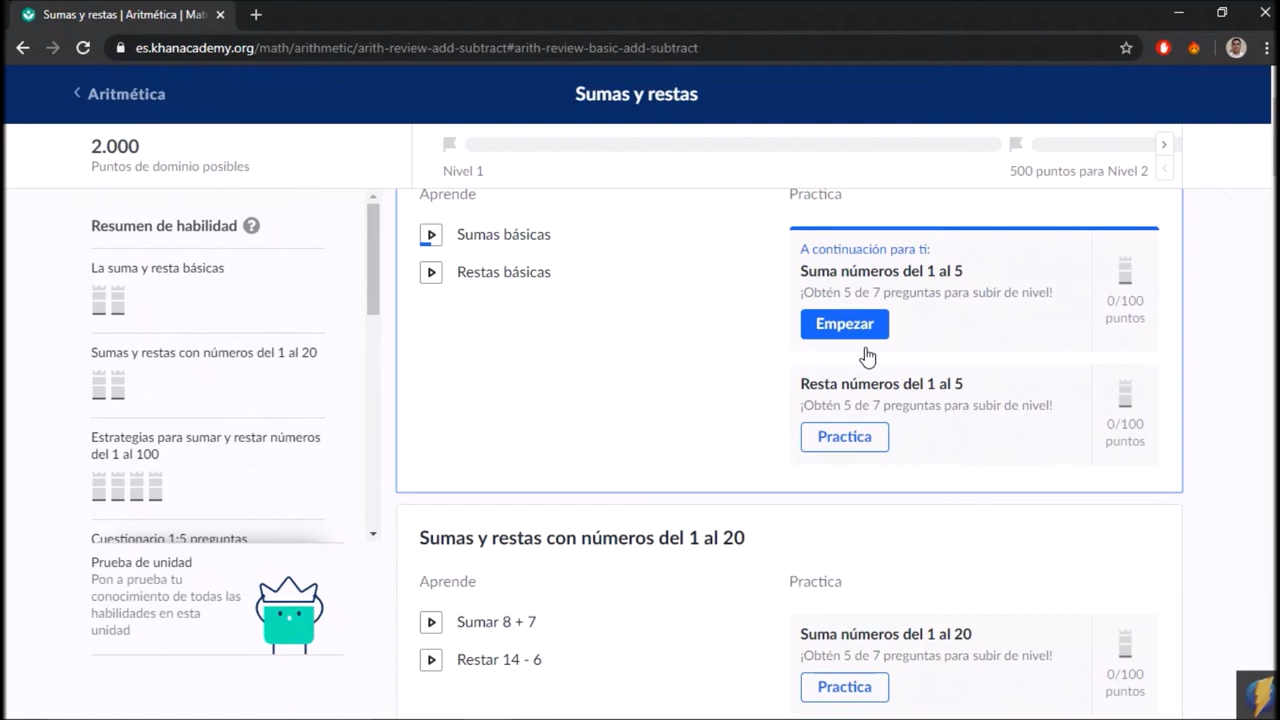 Sumas y restas | Aritmética | Mat
es.khanacademy.org/math/arithmetic/arith-review-add-subtract#arith-review-basic-add-subtract
Aritmética
Sumas y restas
2.000
Puntos de dominio posibles
Nivel 1
500 puntos para Nivel 2
Resumen de habilidad
La suma y resta básicas
Sumas y restas con números del 1 al 20
Estrategias para sumar y restar números
del 1 al 100
Cuestionario 1:5 preguntas
Prueba de unidad
Pon a prueba tu
conocimiento de todas las
habilidades en esta
unidad
Aprende
Sumas básicas
Restas básicas
Practica
A continuación para ti:
Suma números del 1 al 5
¡Obtén 5 de 7 preguntas para subir de nivel!
Empezar
0/100
puntos
Resta números del 1 al 5
¡Obtén 5 de 7 preguntas para subir de nivel!
Practica
0/100
puntos
Sumas y restas con números del 1 al 20
Aprende
Sumar 8 + 7
Restar 14 - 6
Practica
Suma números del 1 al 20
¡Obtén 5 de 7 preguntas para subir de nivel!
Practica
0/100
puntos